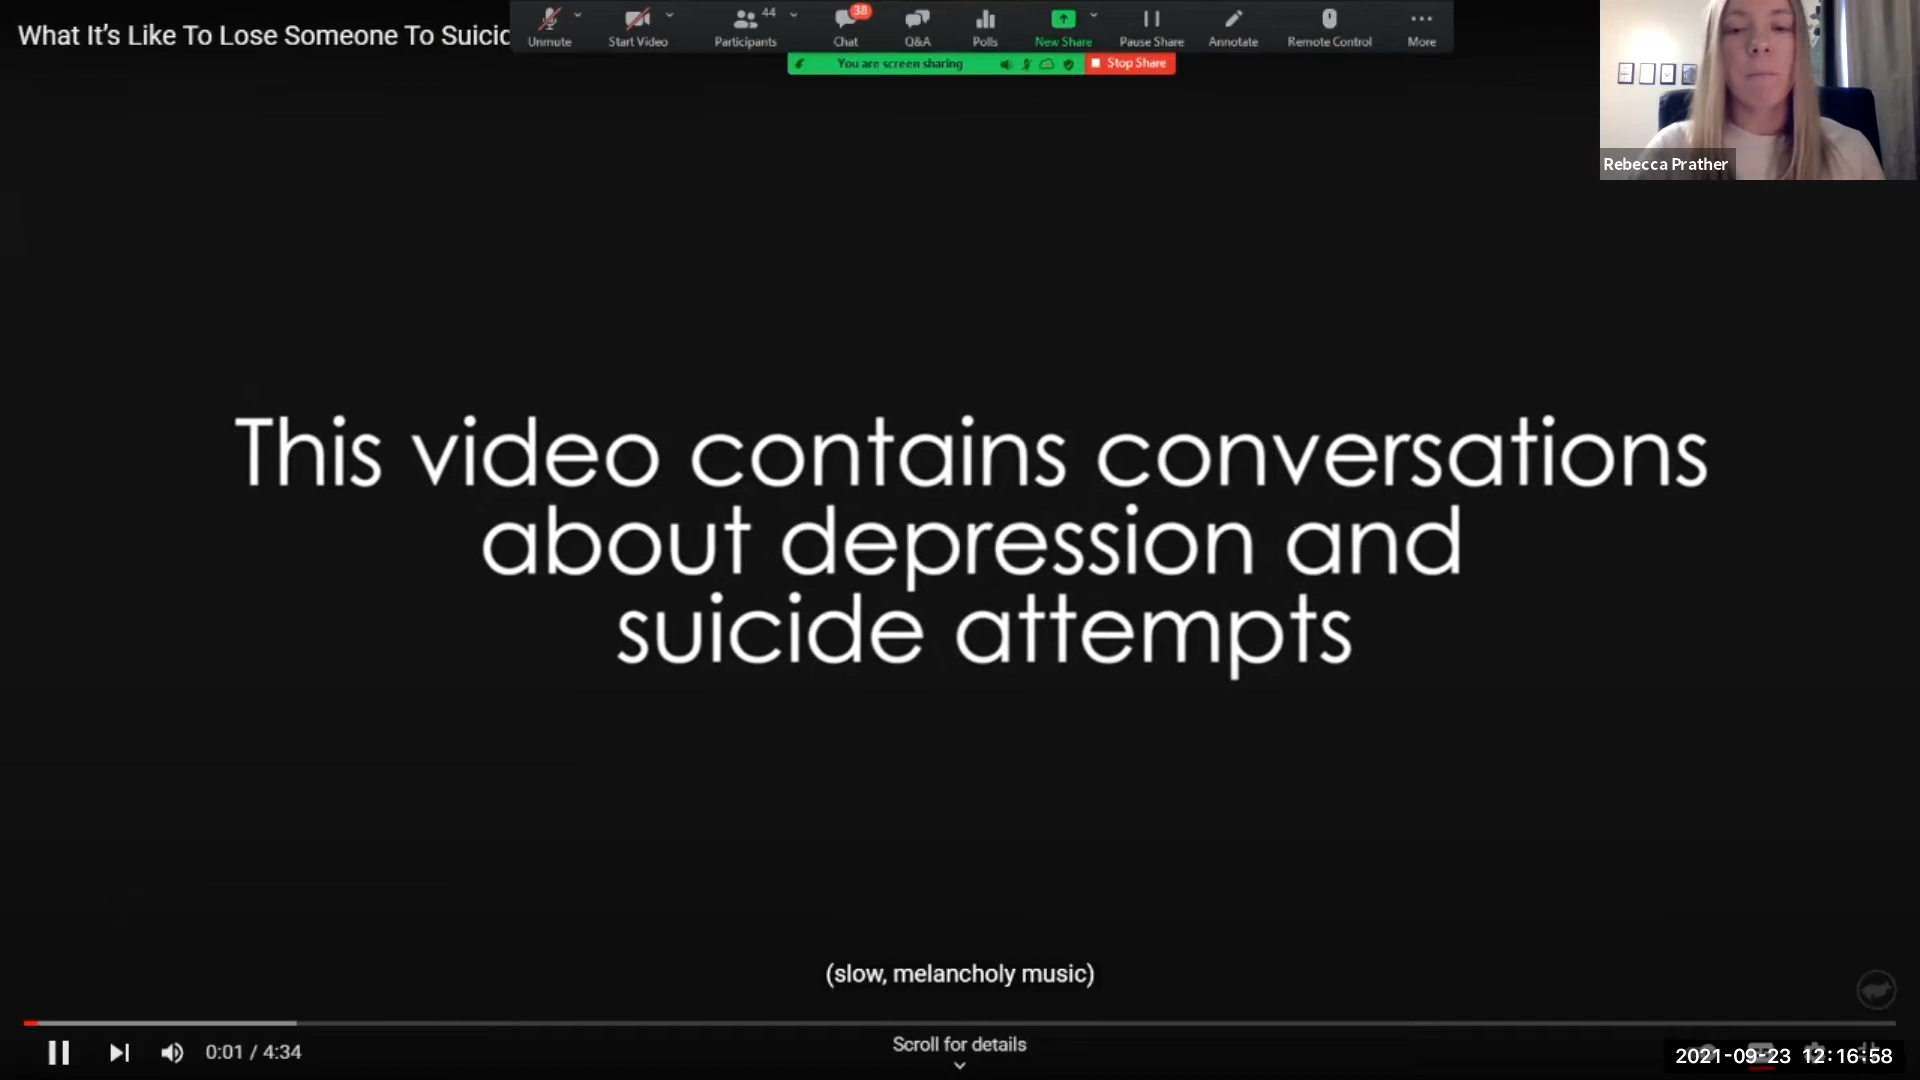 What It's Like To Lose Someone To Suicid
Unmute
Start Video
44
Participants
38
Chat
Q&A
Polls
New Share
Pause Share
Annotate
Remote Control
More
You are screen sharing
Stop Share
Rebecca Prather
This video contains conversations
about depression and
suicide attempts
(slow, melancholy music)
0:01 / 4:34
Scroll for details
2021-09-23 12:16:58